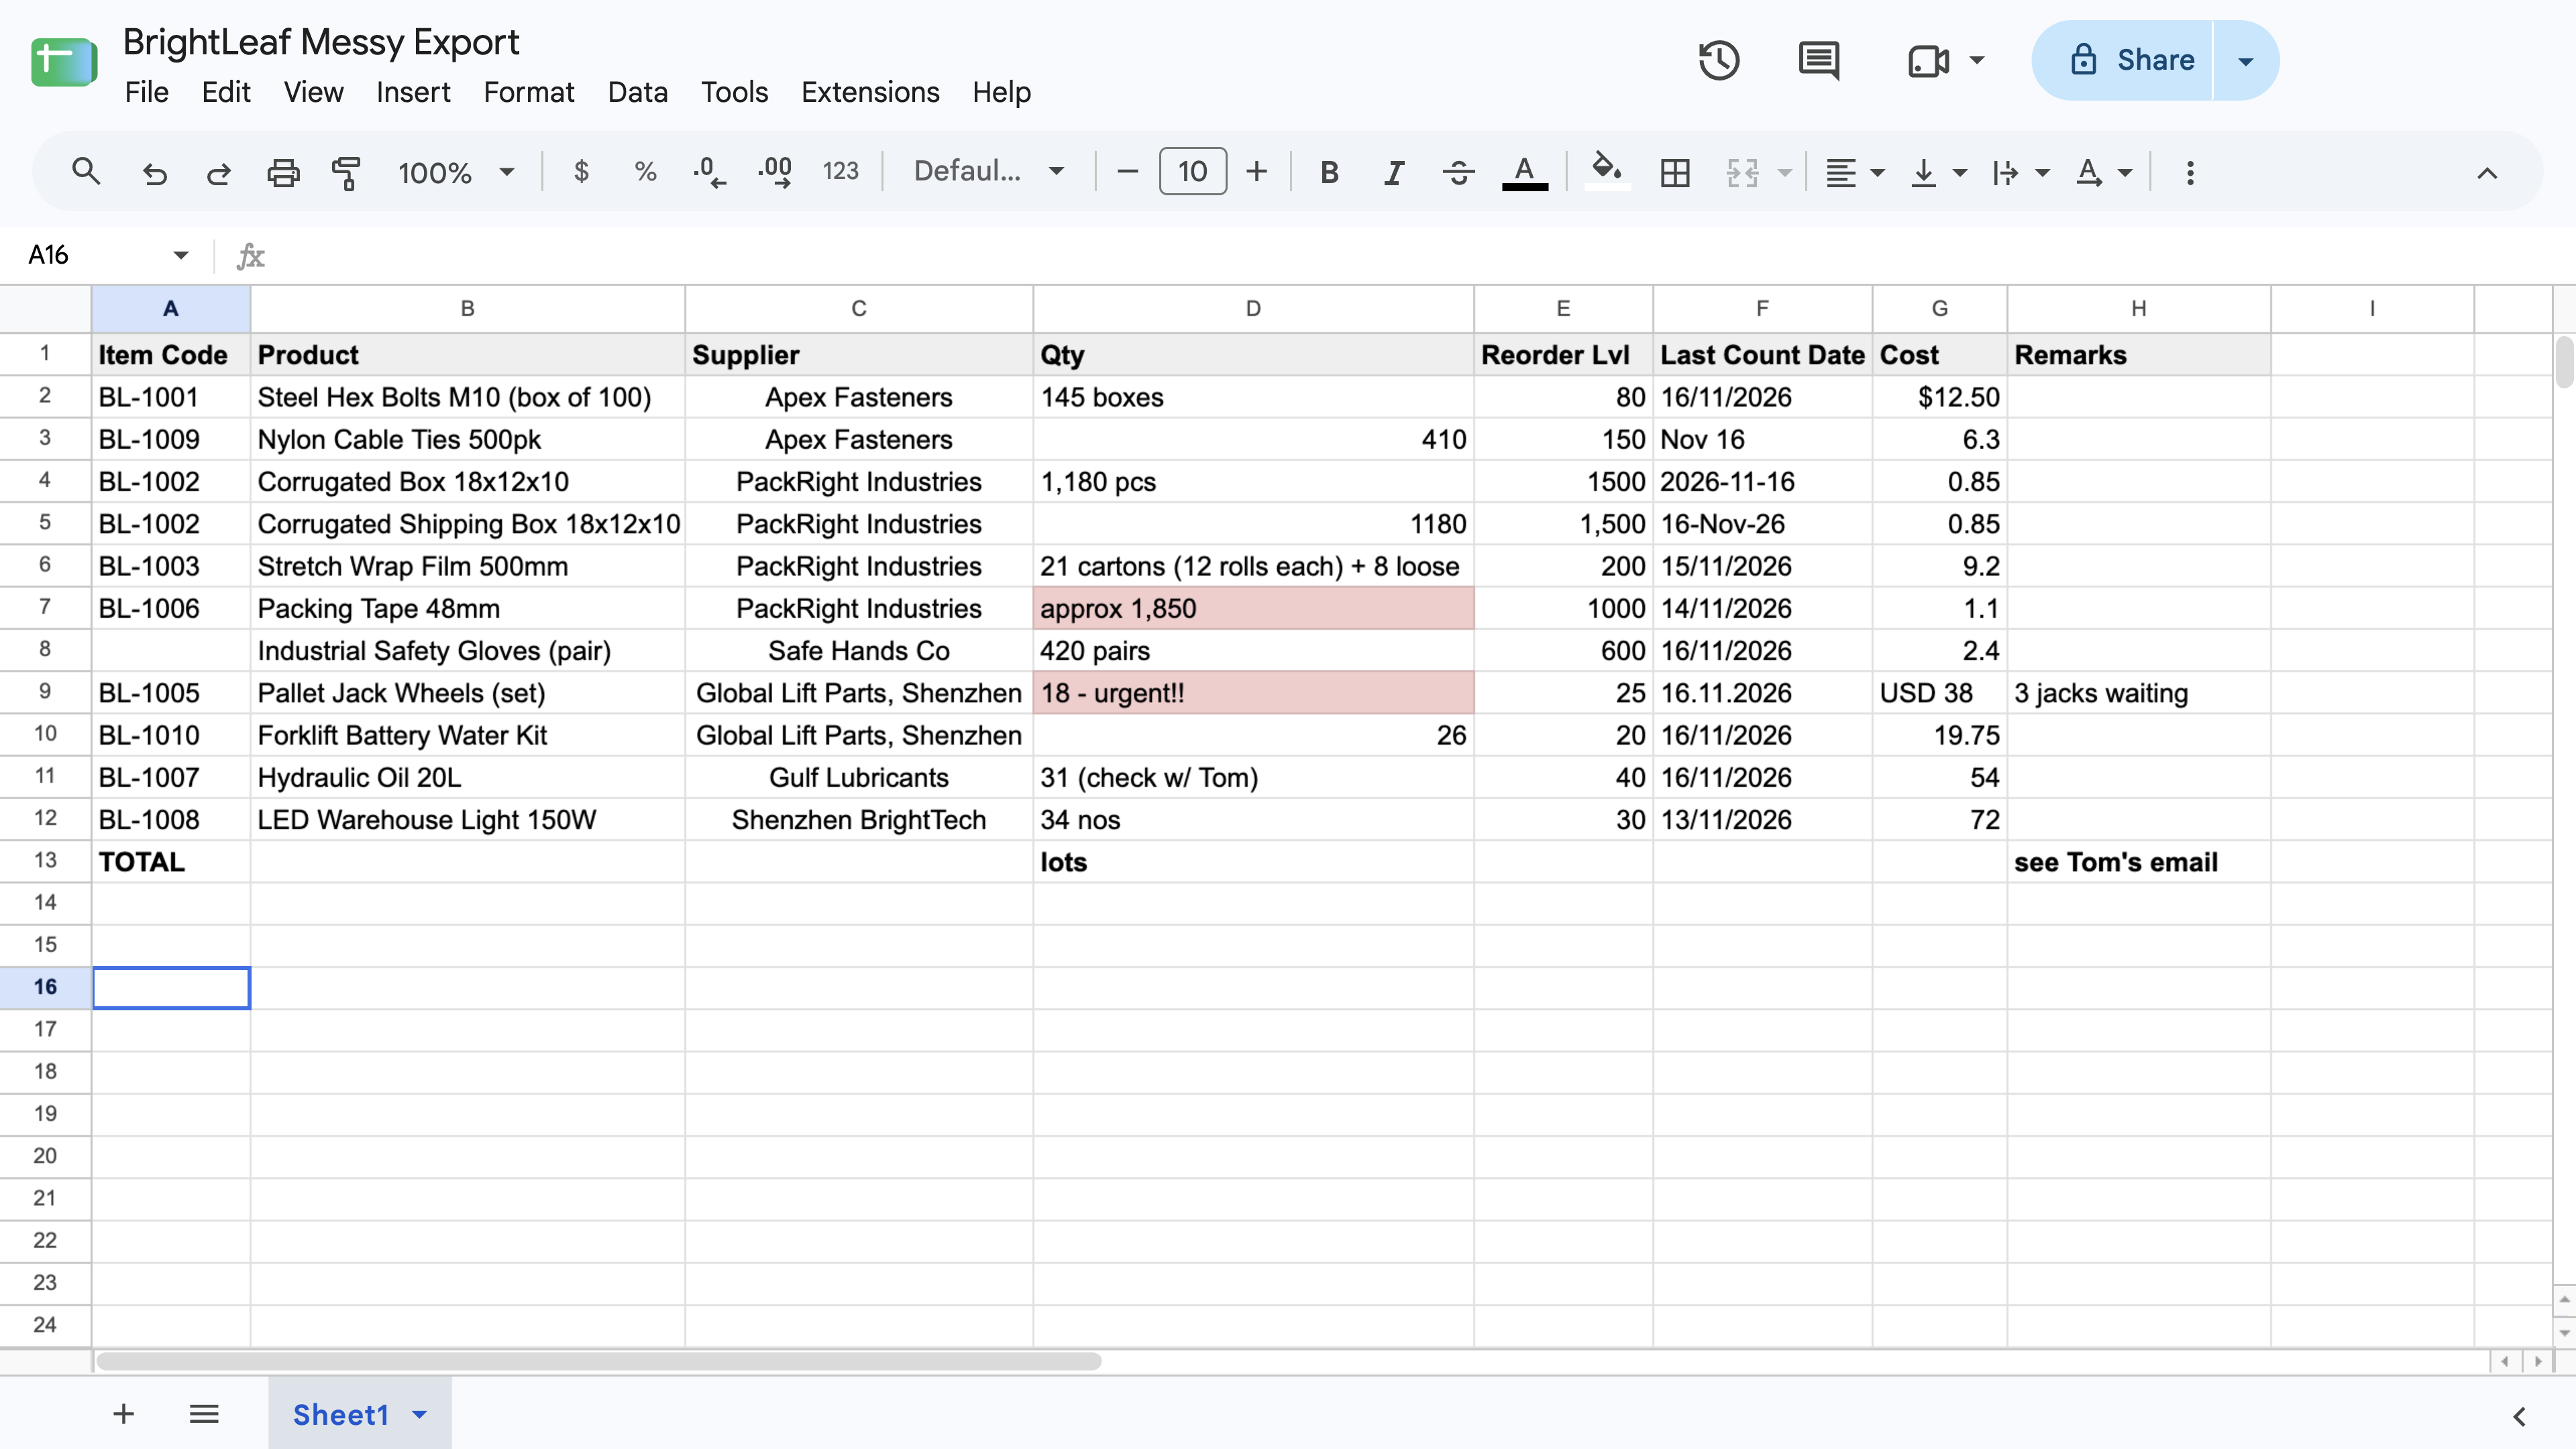 BrightLeaf Messy Export
File Edit View Insert Format Data Tools Extensions Help
Share
100% $ % .0 .00 123 Defaul... 10 B I A A
A16 fx
A B C D E F G H I
1 Item Code Product Supplier Qty Reorder Lvl Last Count Date Cost Remarks
2 BL-1001 Steel Hex Bolts M10 (box of 100) Apex Fasteners 145 boxes 80 16/11/2026 $12.50
3 BL-1009 Nylon Cable Ties 500pk Apex Fasteners 410 150 Nov 16 6.3
4 BL-1002 Corrugated Box 18x12x10 PackRight Industries 1,180 pcs 1500 2026-11-16 0.85
5 BL-1002 Corrugated Shipping Box 18x12x10 PackRight Industries 1180 1,500 16-Nov-26 0.85
6 BL-1003 Stretch Wrap Film 500mm PackRight Industries 21 cartons (12 rolls each) + 8 loose 200 15/11/2026 9.2
7 BL-1006 Packing Tape 48mm PackRight Industries approx 1,850 1000 14/11/2026 1.1
8 Industrial Safety Gloves (pair) Safe Hands Co 420 pairs 600 16/11/2026 2.4
9 BL-1005 Pallet Jack Wheels (set) Global Lift Parts, Shenzhen 18 - urgent!! 25 16.11.2026 USD 38 3 jacks waiting
10 BL-1010 Forklift Battery Water Kit Global Lift Parts, Shenzhen 26 20 16/11/2026 19.75
11 BL-1007 Hydraulic Oil 20L Gulf Lubricants 31 (check w/ Tom) 40 16/11/2026 54
12 BL-1008 LED Warehouse Light 150W Shenzhen BrightTech 34 nos 30 13/11/2026 72
13 TOTAL lots see Tom's email
14
15
16
17
18
19
20
21
22
23
24
Sheet1